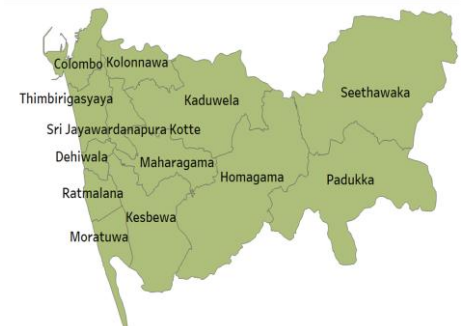 Colombo
Kolonnawa
Thimbirigasyaya
Kaduwela
Seethawaka
Sri Jayawardanapura Kotte
Dehiwala
Maharagama
Homagama
Padukka
Ratmalana
Kesbewa
Moratuwa